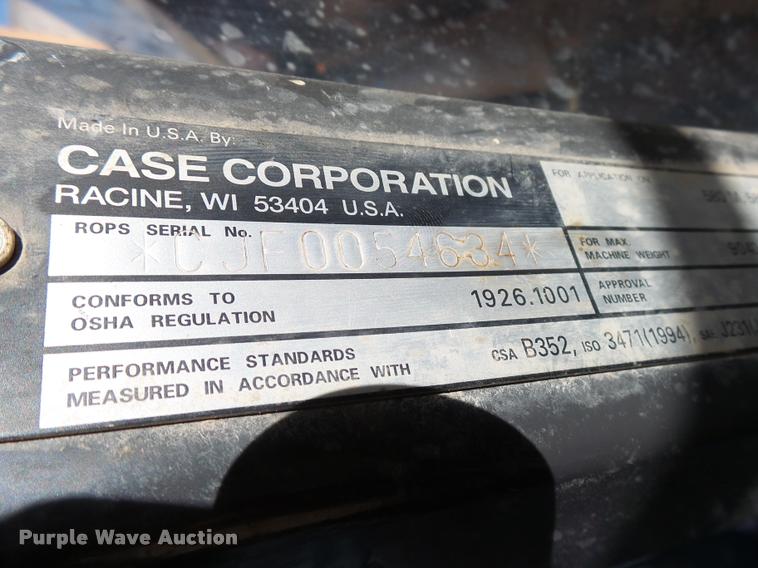 Made In U.S.A. By:
CASE CORPORATION
RACINE, WI 53404 U.S.A.
FOR APPLICATION ON
ROPS SERIAL No. *CJF0054634*
FOR MAX
MACHINE WEIGHT
CONFORMS TO
OSHA REGULATION
1926.1001
APPROVAL
NUMBER
PERFORMANCE STANDARDS
MEASURED IN ACCORDANCE WITH
CSA B352, ISO 3471(1994), SAE
Purple Wave Auction